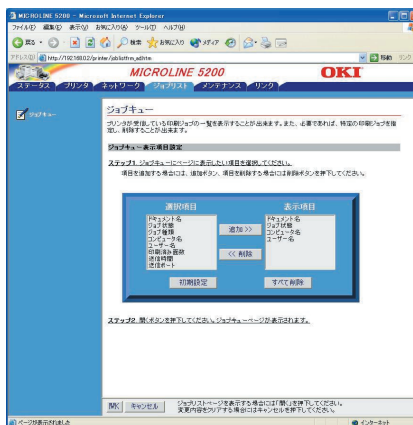 MICROLINE 5200 - Microsoft Internet Explorer
ファイル(F) 編集(E) 表示(V) お気に入り(A) ツール(T) ヘルプ(H)
戻る 検索 お気に入り メディア
アドレス(D) http://192.168.0.2/printer/joblisthm_adj.htm 移動 リンク
MICROLINE 5200 OKI
ステータス プリンタ ネットワーク ジョブリスト メンテナンス リンク
ジョブキュー
ジョブキュー
プリンタが受信している印刷ジョブの一覧を表示することが出来ます。また、必要であれば、特定の印刷ジョブを指
定し、削除することが出来ます。
ジョブキュー表示項目設定
ステップ1. ジョブキューにページに表示したい項目を選択してください。
項目を追加する場合には、追加ボタン、項目を削除する場合には削除ボタンを押下してください。
選択項目 表示項目
ドキュメント名
ジョブ状態
ジョブ種類
コンピュータ名
ユーザー名
印刷済み面数
送信時間
送信ポート
追加 >>
<< 削除
ドキュメント名
ジョブ状態
コンピュータ名
ユーザー名
初期設定 すべて削除
ステップ2. 開くボタンを押下してください。ジョブキューページが表示されます。
開く キャンセル ジョブリストページを表示する場合には「開く」を押下してください。
変更内容をクリアする場合にはキャンセルを押下してください。
ページが表示されました インターネット